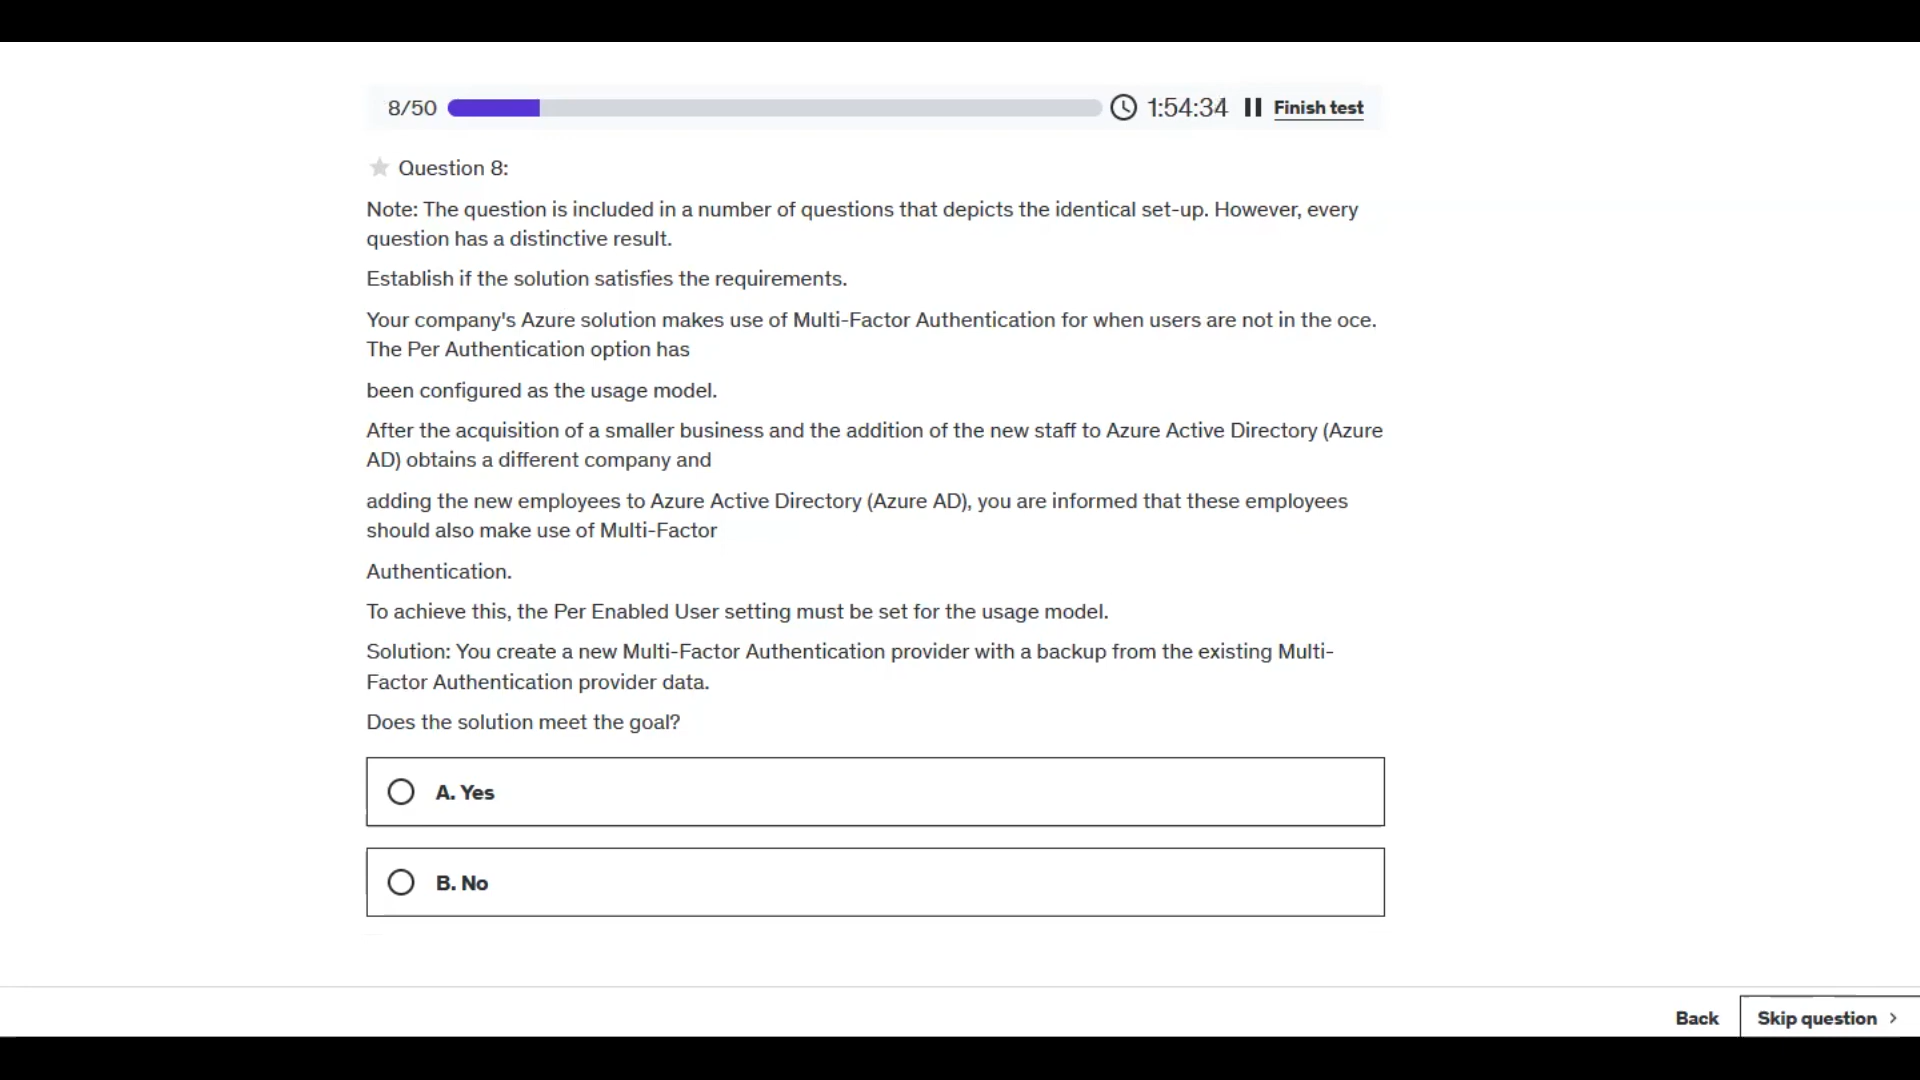 8/50 1:54:34 Finish test
Question 8:
Note: The question is included in a number of questions that depicts the identical set-up. However, every
question has a distinctive result.
Establish if the solution satisfies the requirements.
Your company's Azure solution makes use of Multi-Factor Authentication for when users are not in the oce.
The Per Authentication option has
been configured as the usage model.
After the acquisition of a smaller business and the addition of the new staff to Azure Active Directory (Azure
AD) obtains a different company and
adding the new employees to Azure Active Directory (Azure AD), you are informed that these employees
should also make use of Multi-Factor
Authentication.
To achieve this, the Per Enabled User setting must be set for the usage model.
Solution: You create a new Multi-Factor Authentication provider with a backup from the existing Multi-
Factor Authentication provider data.
Does the solution meet the goal?
A. Yes
B. No
Back Skip question